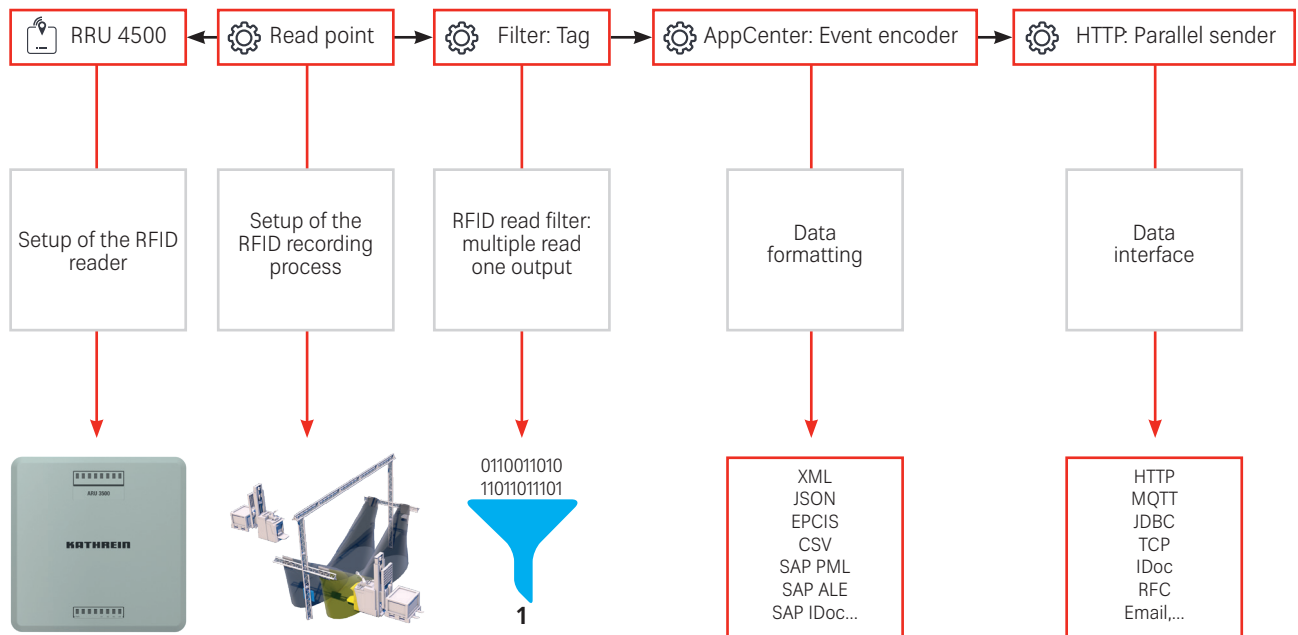 RRU 4500
Read point
Filter: Tag
AppCenter: Event encoder
HTTP: Parallel sender
Setup of the RFID
reader
Setup of the
RFID recording
process
RFID read filter:
multiple read
one output
Data
formatting
Data
interface
ARU 3500
KATHREIN
0110011010
11011011101
1
XML
JSON
EPCIS
CSV
SAP PML
SAP ALE
SAP IDoc...
HTTP
MQTT
JDBC
TCP
IDoc
RFC
Email,...